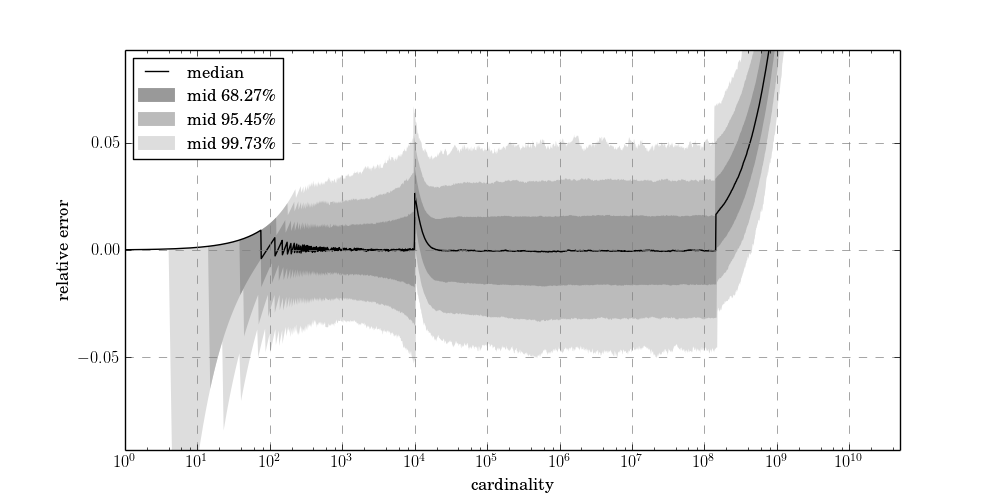 median
mid 68.27%
mid 95.45%
mid 99.73%
relative error
0.05
0.00
−0.05
10^0 10^1 10^2 10^3 10^4 10^5 10^6 10^7 10^8 10^9 10^10
cardinality